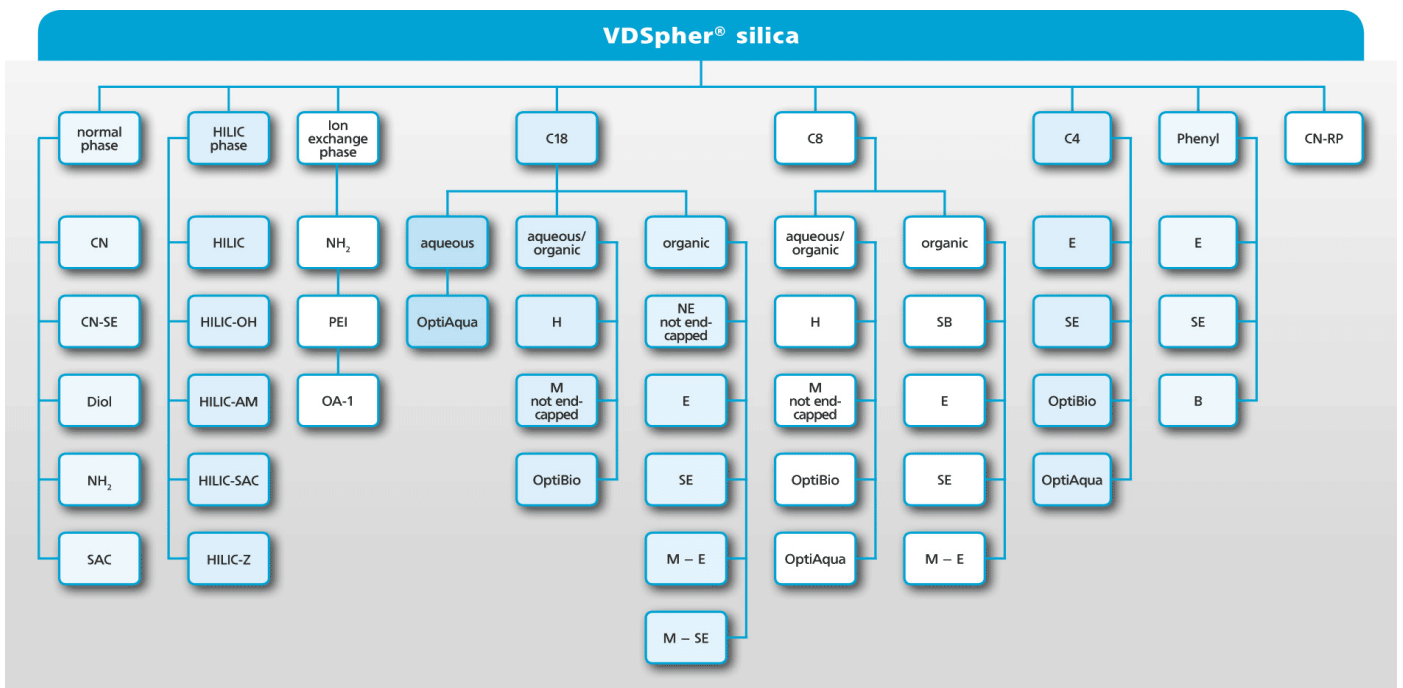 VDSpher® silica
normal
phase
HILIC
phase
Ion
exchange
phase
C18
C8
C4
Phenyl
CN-RP
CN
HILIC
NH₂
aqueous
aqueous/
organic
organic
aqueous/
organic
organic
E
E
CN-SE
HILIC-OH
PEI
OptiAqua
H
NE
not end-
capped
H
SB
SE
SE
Diol
HILIC-AM
OA-1
M
not end-
capped
E
M
not end-
capped
E
OptiBio
B
NH₂
HILIC-SAC
OptiBio
SE
OptiBio
SE
OptiAqua
SAC
HILIC-Z
M – E
OptiAqua
M – E
M – SE